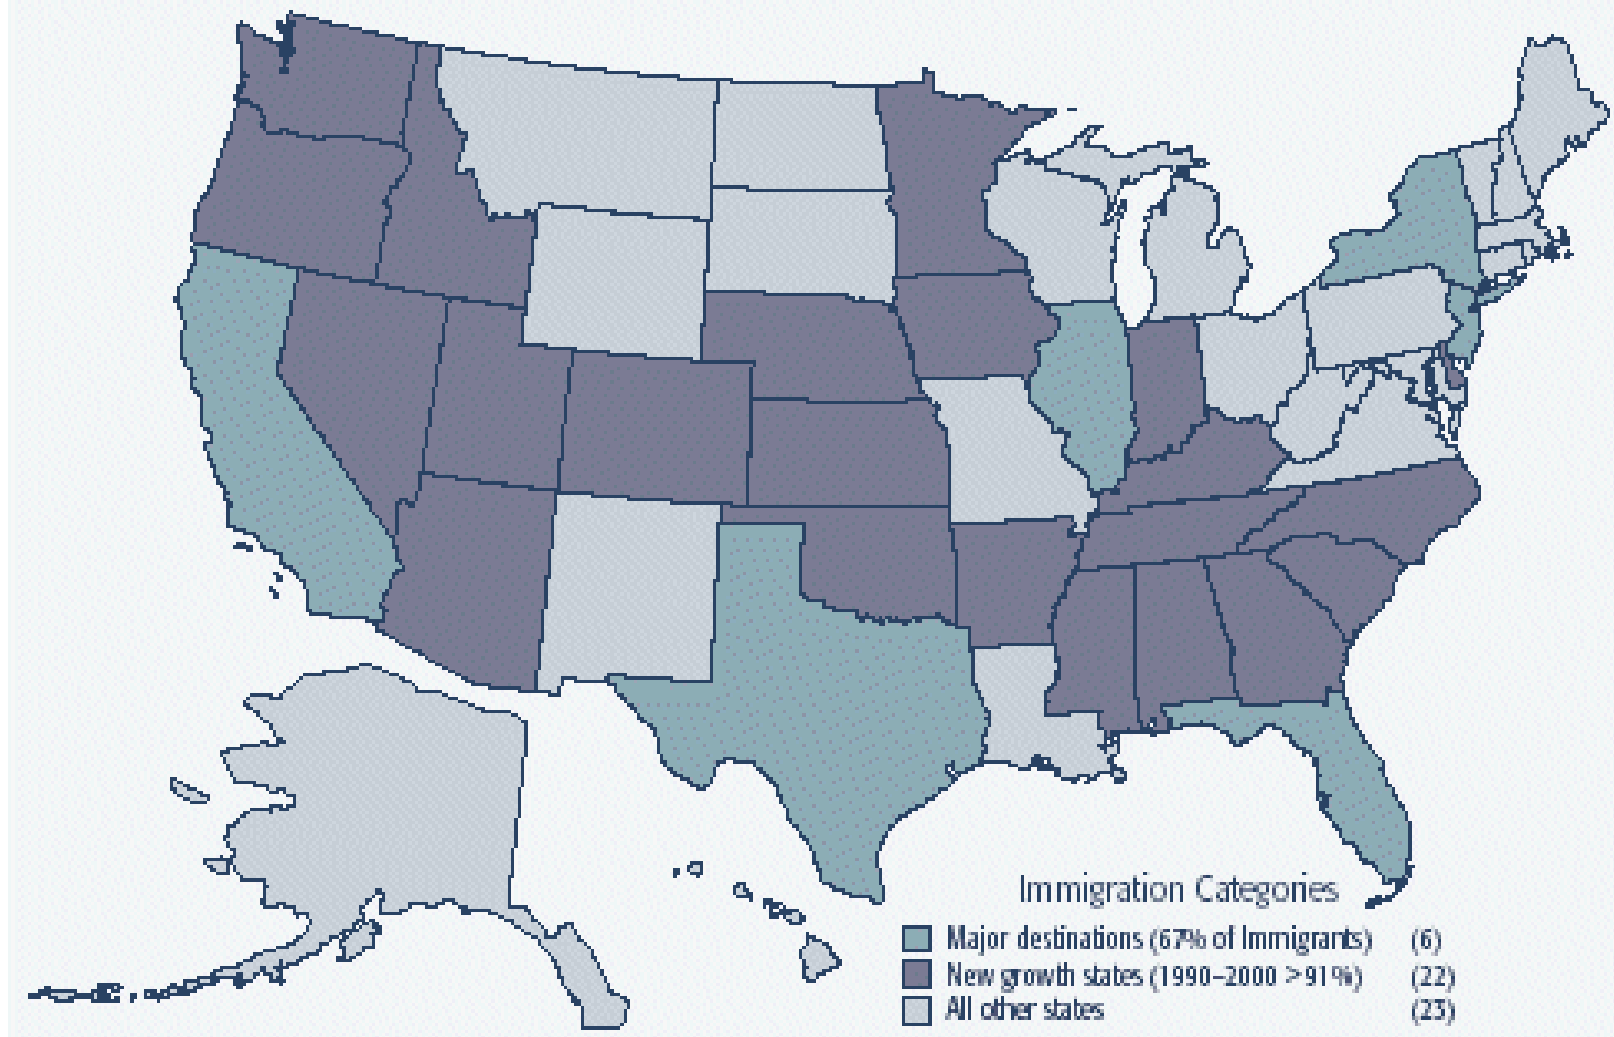 Immigration Categories
Major destinations (67% of Immigrants) (6)
New growth states (1990–2000 >91%) (22)
All other states (23)